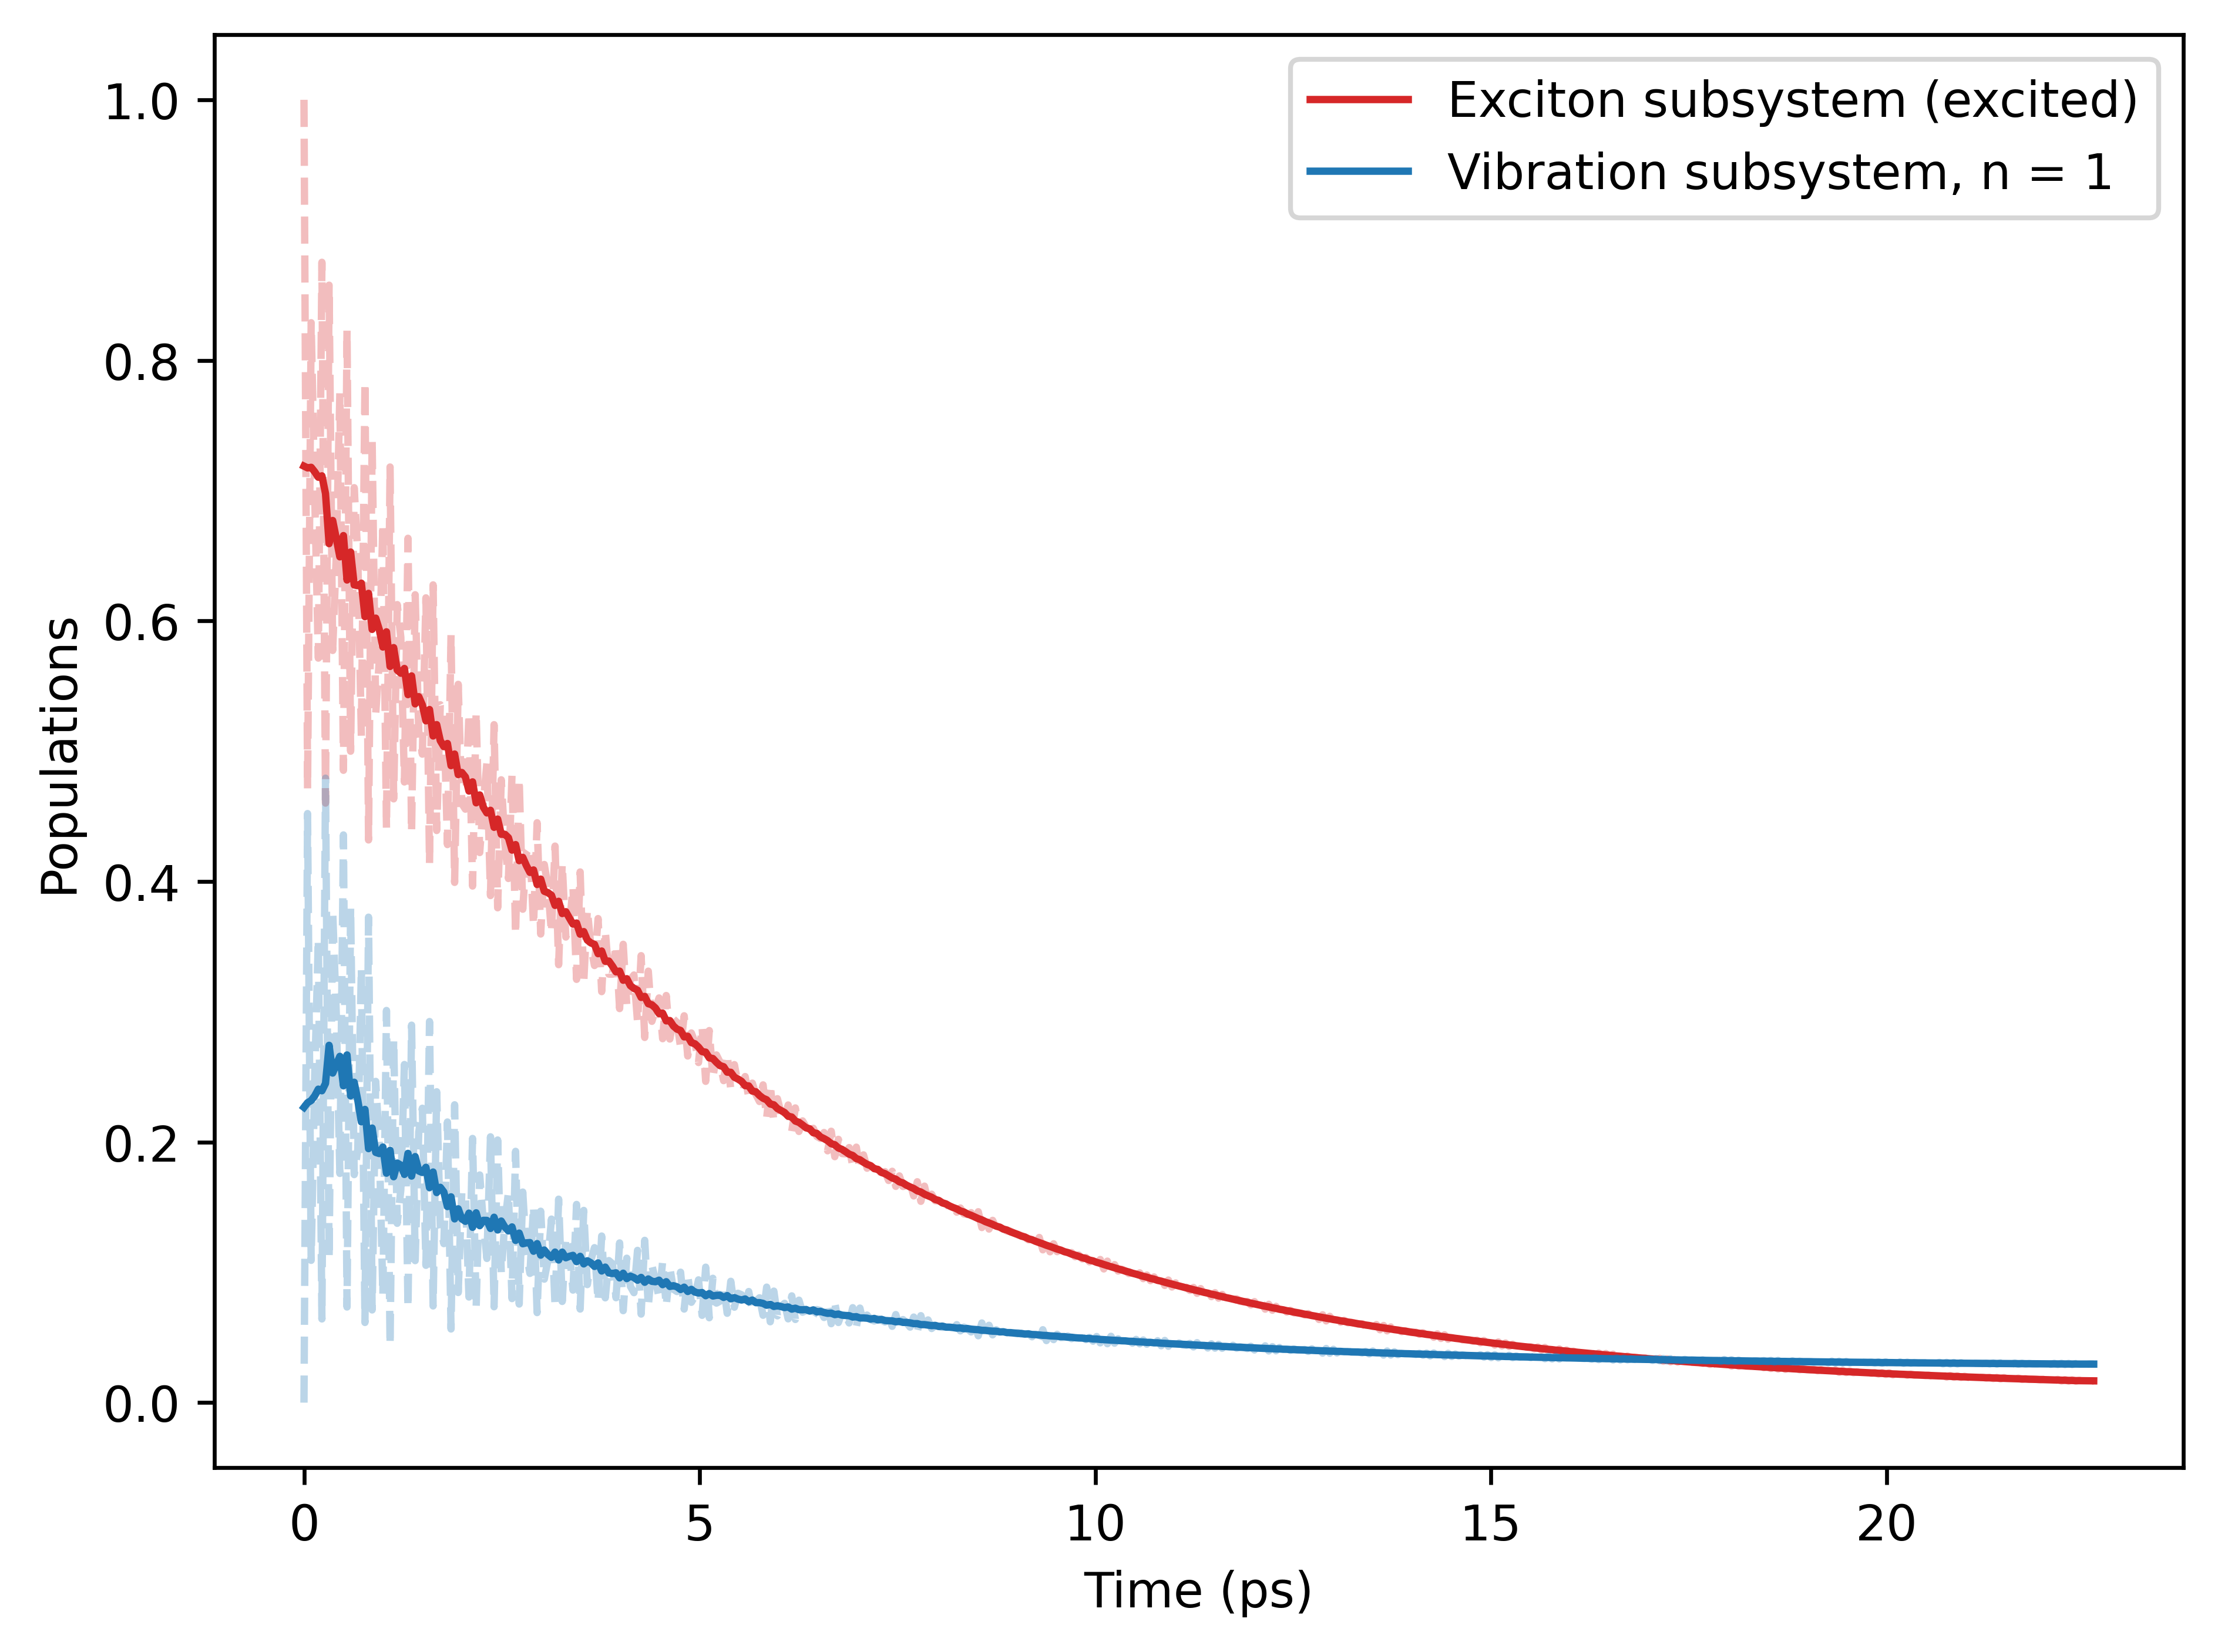 Exciton subsystem (excited)
Vibration subsystem, n = 1
Populations
1.0
0.8
0.6
0.4
0.2
0.0
0 5 10 15 20
Time (ps)